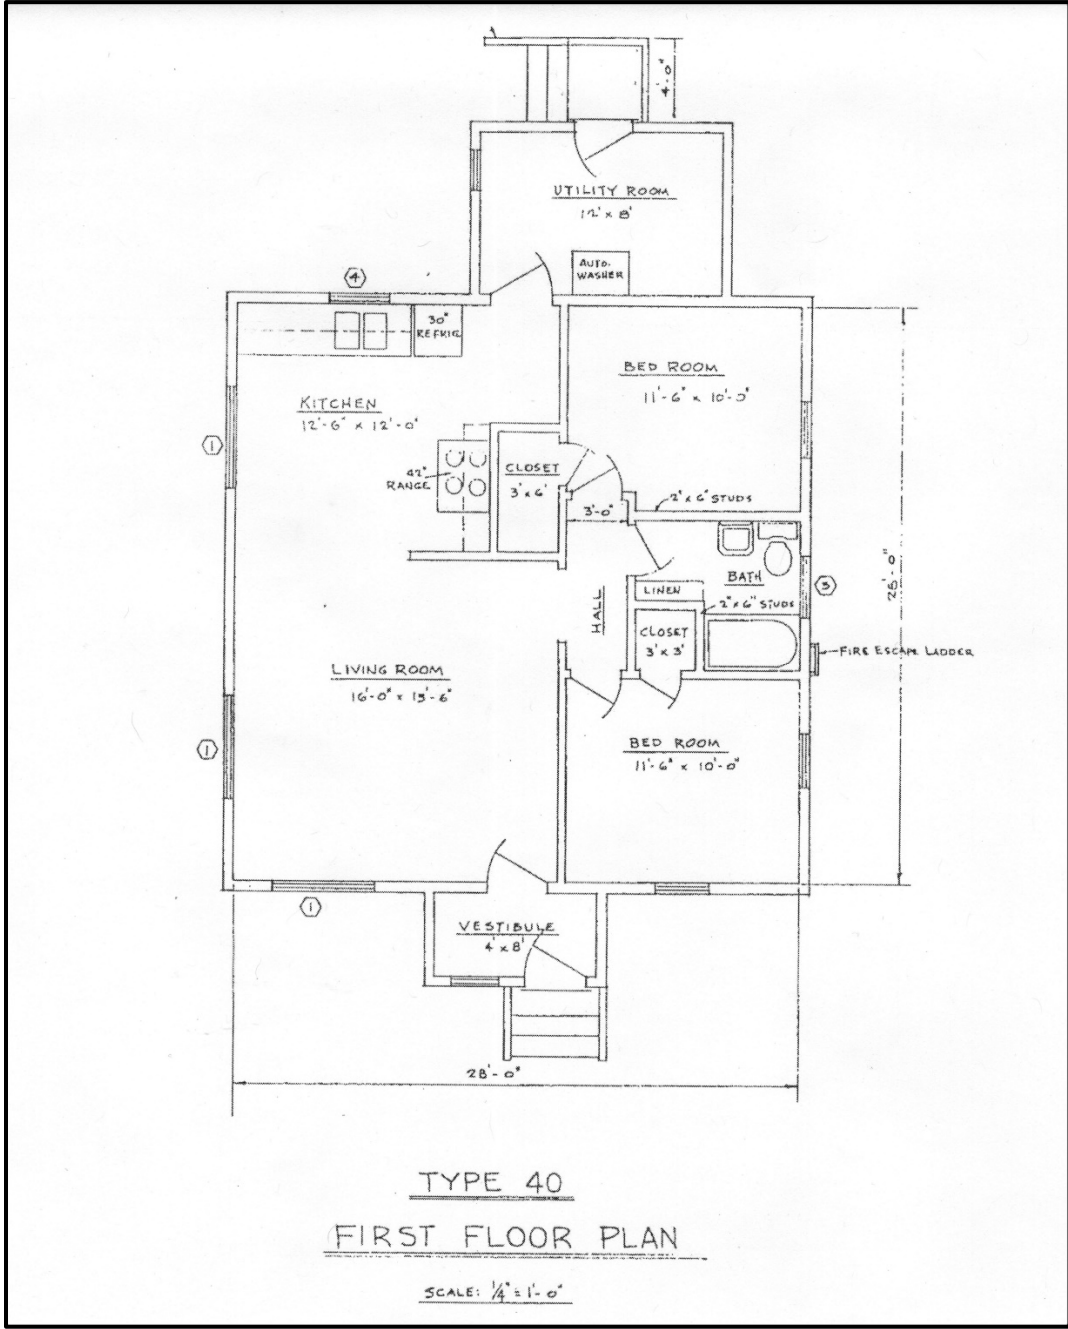 4'-0"
UTILITY ROOM
12' x 8'
AUTO.
WASHER
4
30"
REFRIG
BED ROOM
11'-6" x 10'-0"
KITCHEN
12'-6" x 12'-0"
1
42"
RANGE
CLOSET
3' x 6'
2" x 6" STUDS
3'-0"
BATH
3
LINEN
2" x 6" STUDS
HALL
CLOSET
3' x 3'
FIRE ESCAPE LADDER
LIVING ROOM
16'-0" x 15'-6"
1
BED ROOM
11'-6" x 10'-0"
1
VESTIBULE
4' x 8'
28'-0"
TYPE 40
FIRST FLOOR PLAN
SCALE: 1/4" = 1'-0"